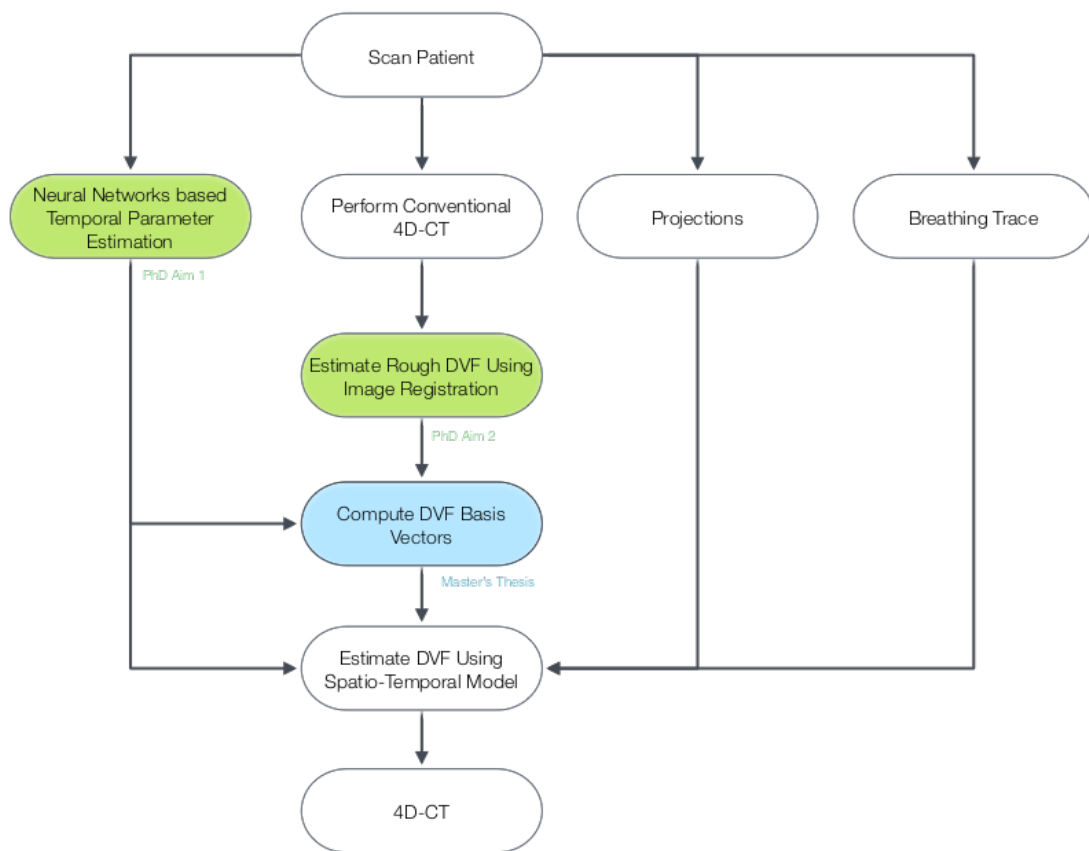 Scan Patient
Neural Networks based
Temporal Parameter
Estimation
PhD Aim 1
Perform Conventional
4D-CT
Projections
Breathing Trace
Estimate Rough DVF Using
Image Registration
PhD Aim 2
Compute DVF Basis
Vectors
Master's Thesis
Estimate DVF Using
Spatio-Temporal Model
4D-CT